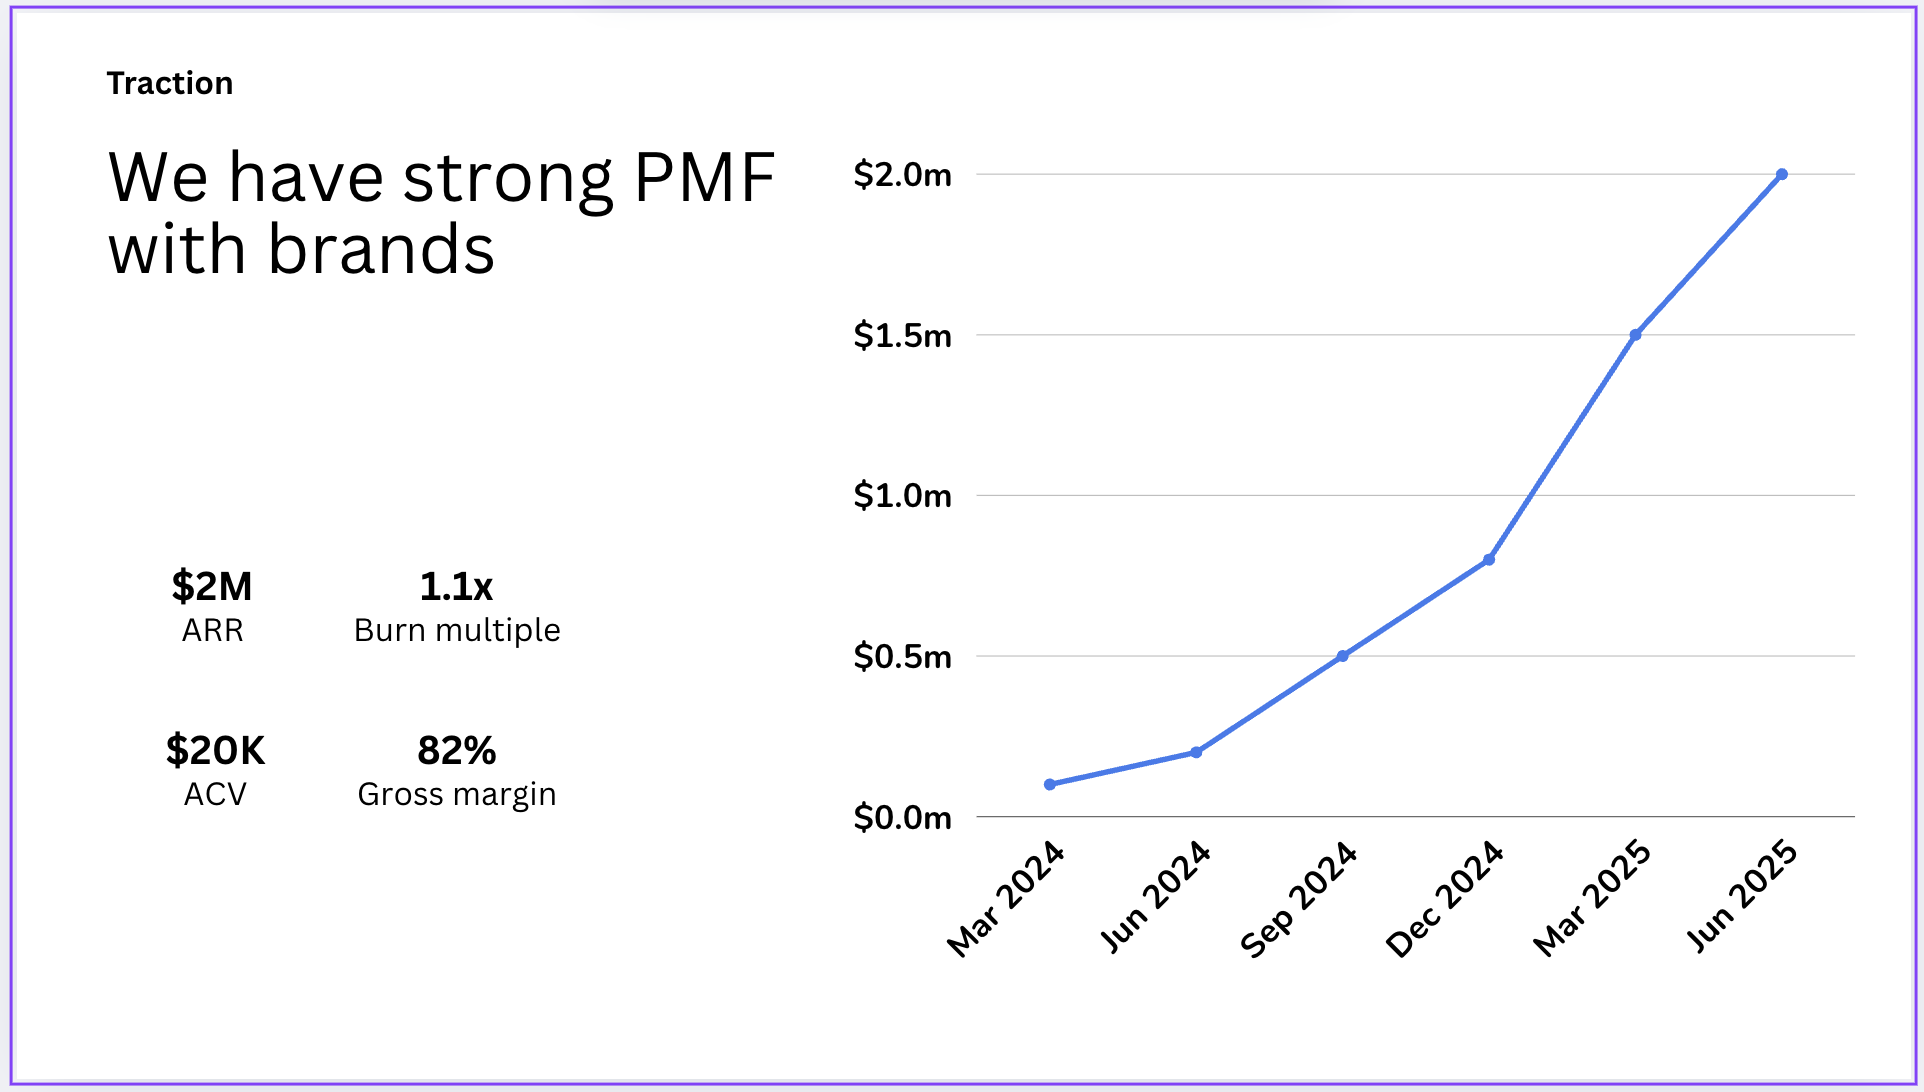 Traction
We have strong PMF
with brands
$2M
ARR
1.1x
Burn multiple
$20K
ACV
82%
Gross margin
$2.0m
$1.5m
$1.0m
$0.5m
$0.0m
Mar 2024
Jun 2024
Sep 2024
Dec 2024
Mar 2025
Jun 2025